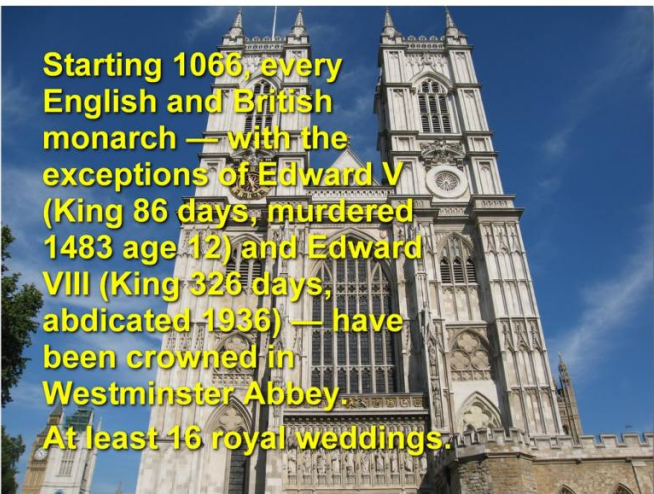 Starting 1066, every
English and British
monarch — with the
exceptions of Edward V
(King 86 days, murdered
1483 age 12) and Edward
VIII (King 326 days,
abdicated 1936) — have
been crowned in
Westminster Abbey.
At least 16 royal weddings.